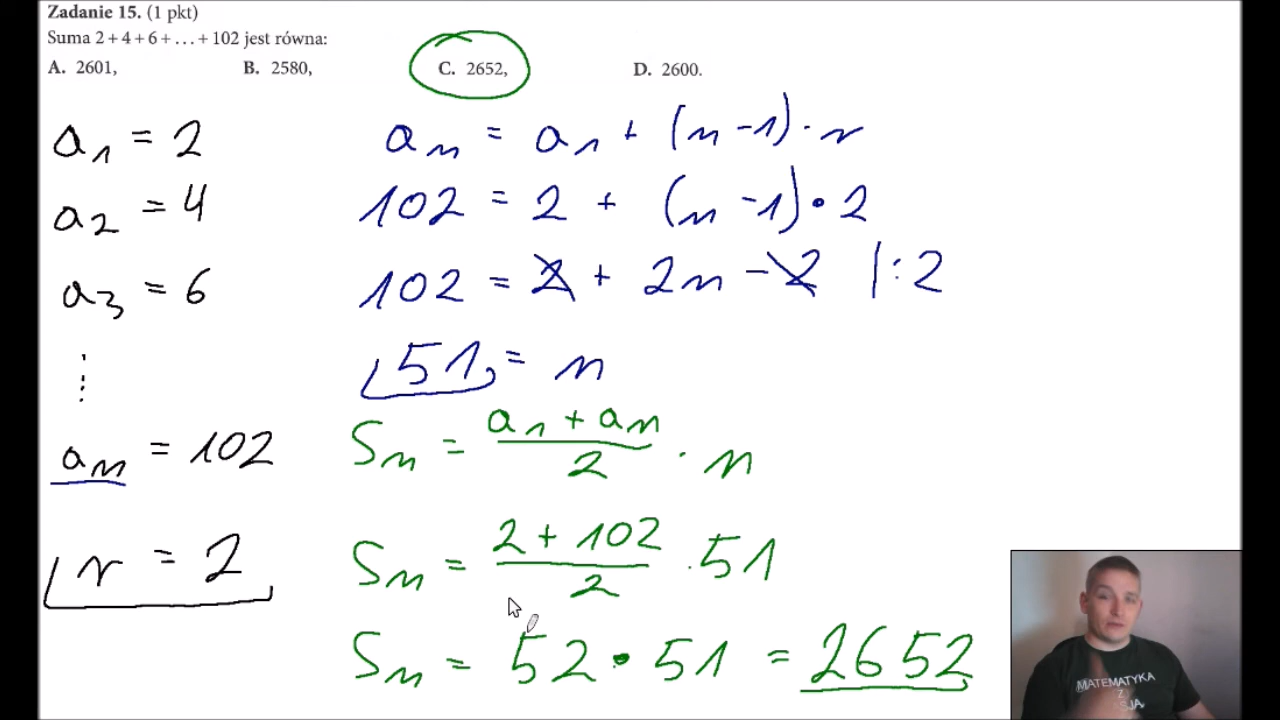 Zadanie 15. (1 pkt)
Suma 2 + 4 + 6 + … + 102 jest równa:
A. 2601, B. 2580, C. 2652, D. 2600.
a₁ = 2
a₂ = 4
a₃ = 6
⋮
aₙ = 102
r = 2
aₙ = a₁ + (n - 1) · r
102 = 2 + (n - 1) · 2
102 = 2 + 2n - 2 |: 2
51 = n
Sₙ = (a₁ + aₙ)/2 · n
Sₙ = (2 + 102)/2 · 51
Sₙ = 52 · 51 = 2652
MATEMATYKA
Z
SJĄ